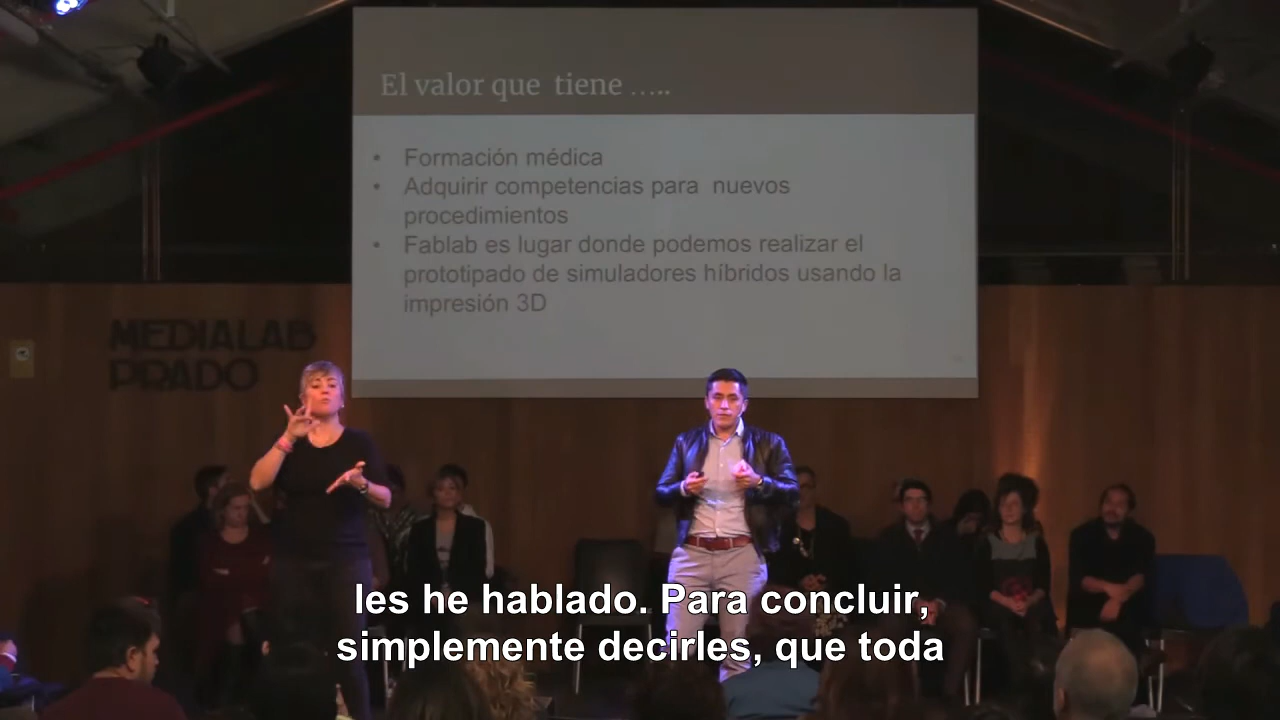 El valor que tiene .....
• Formación médica
• Adquirir competencias para nuevos
procedimientos
• Fablab es lugar donde podemos realizar el
prototipado de simuladores híbridos usando la
impresión 3D
MEDIALAB
PRADO
les he hablado. Para concluir,
simplemente decirles, que toda